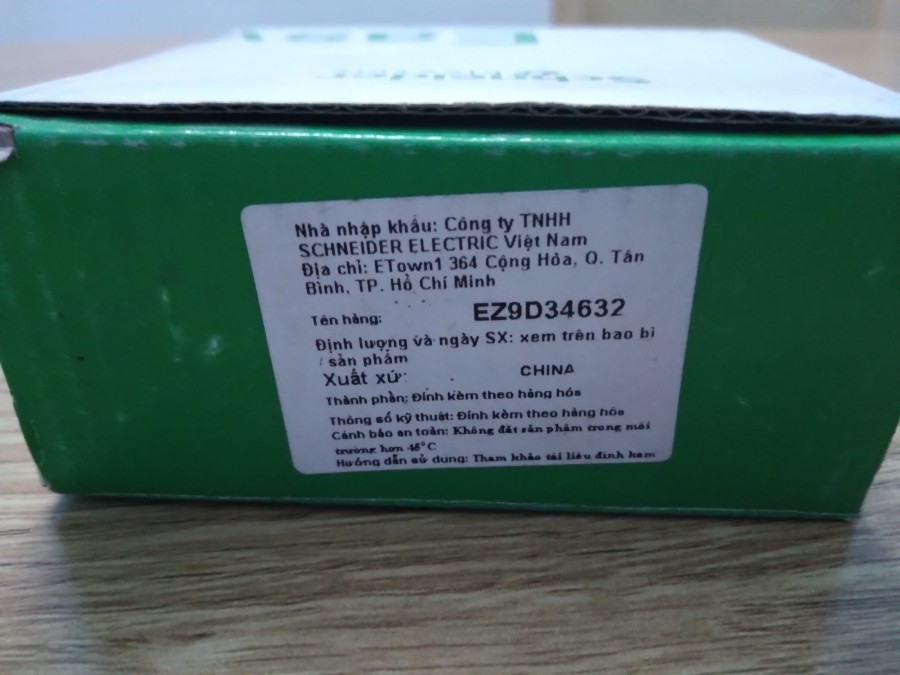 Schneider
Nhà nhập khẩu: Công ty TNHH
SCHNEIDER ELECTRIC Việt Nam
Địa chỉ: ETown1 364 Cộng Hòa, Q. Tân
Bình, TP. Hồ Chí Minh
Tên hàng: EZ9D34632
Định lượng và ngày SX: xem trên bao bì
/ sản phẩm
Xuất xứ: CHINA
Thành phần: Đính kèm theo hàng hóa
Thông số kỹ thuật: Đính kèm theo hàng hóa
Cảnh báo an toàn: Không đặt sản phẩm trong môi
trường hơn 45°C
Hướng dẫn sử dụng: Tham khảo tài liệu đính kèm